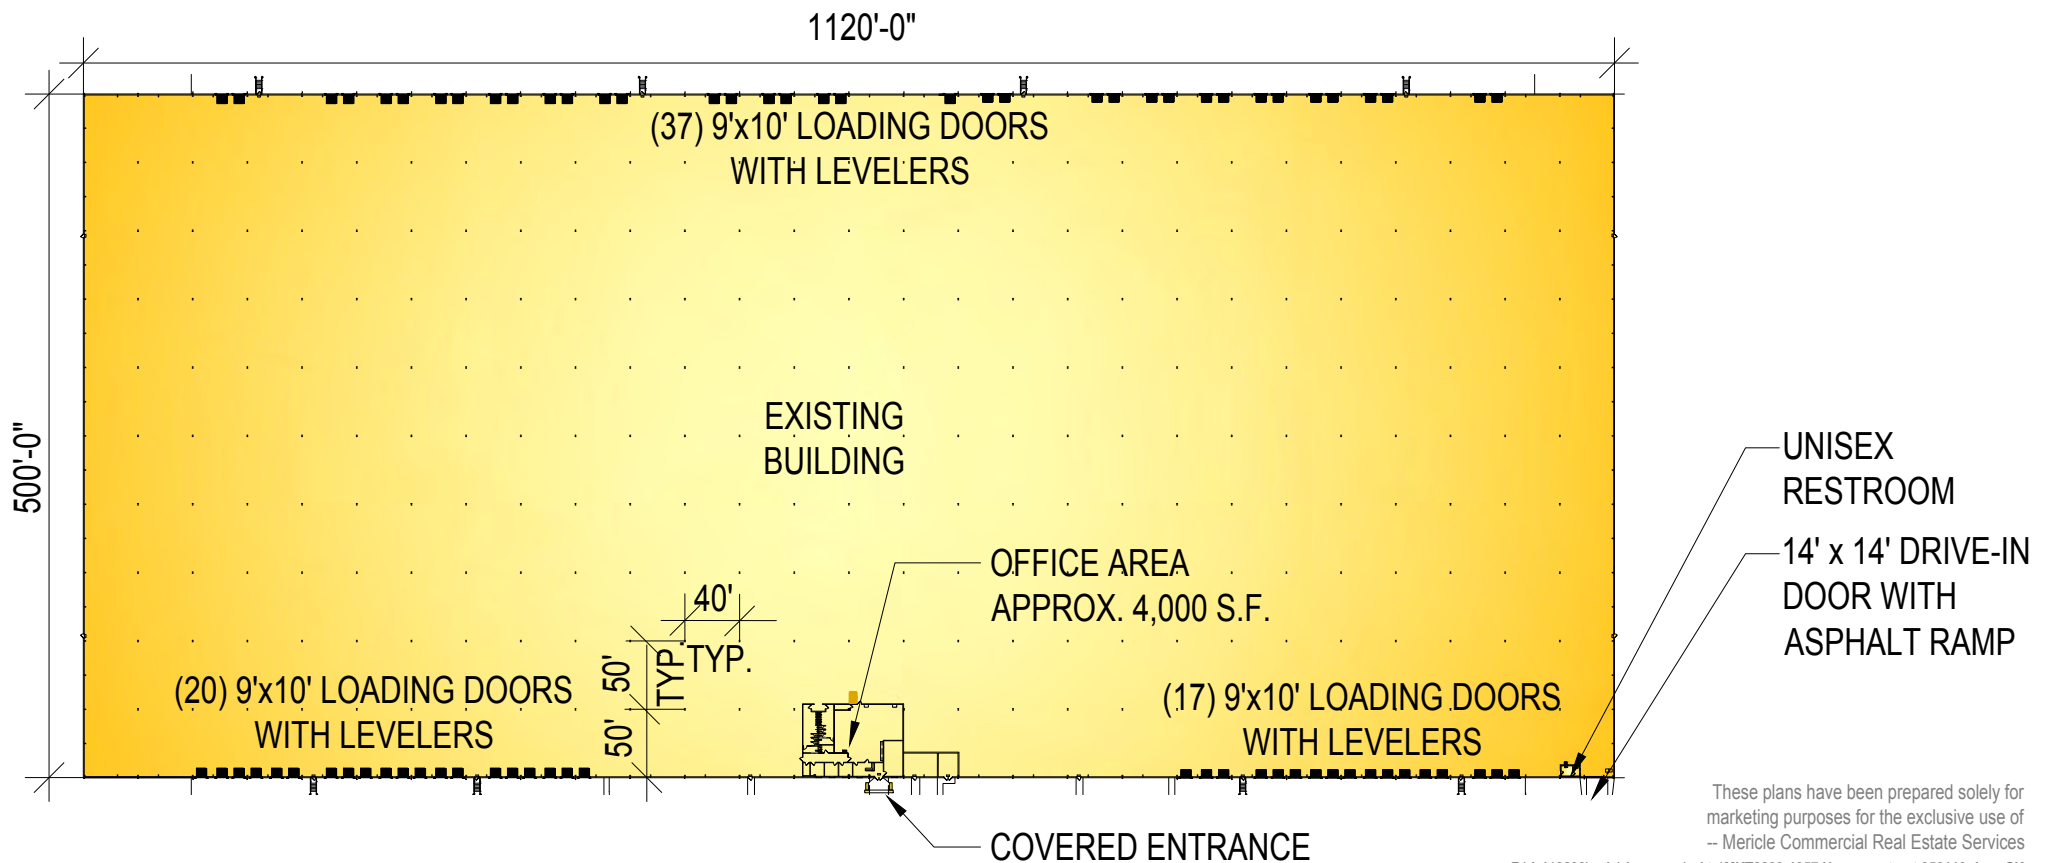 1120'-0"
(37) 9'x10' LOADING DOORS
WITH LEVELERS
500'-0"
EXISTING
BUILDING
UNISEX
RESTROOM
14' x 14' DRIVE-IN
DOOR WITH
ASPHALT RAMP
OFFICE AREA
APPROX. 4,000 S.F.
40'
TYP.
50'
TYP.
50'
(20) 9'x10' LOADING DOORS
WITH LEVELERS
(17) 9'x10' LOADING DOORS
WITH LEVELERS
COVERED ENTRANCE
These plans have been prepared solely for
marketing purposes for the exclusive use of
-- Mericle Commercial Real Estate Services